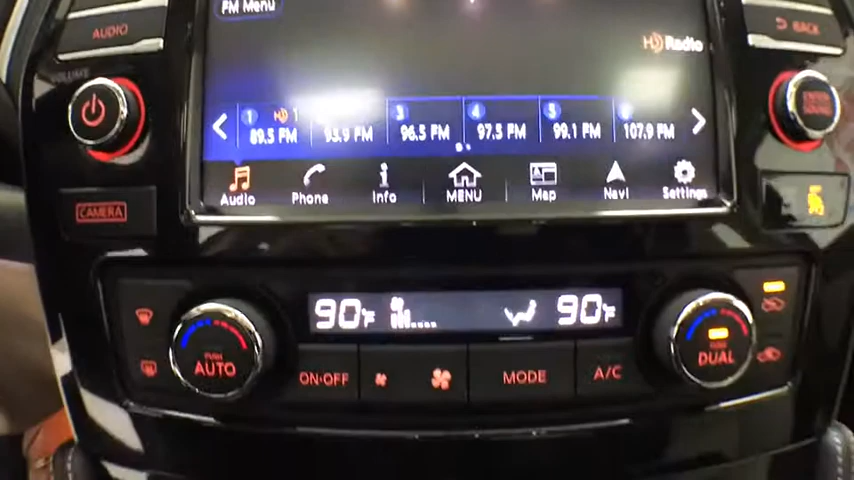 FM Menu
AUDIO
BACK
HD Radio
VOLUME
1 HD 1
89.5 FM
93.9 FM
3
96.5 FM
4
97.5 FM
5
99.1 FM
107.9 FM
Audio
Phone
Info
MENU
Map
Navi
Settings
CAMERA
90°F
90°F
PUSH
AUTO
ON•OFF
MODE
A/C
PUSH
DUAL